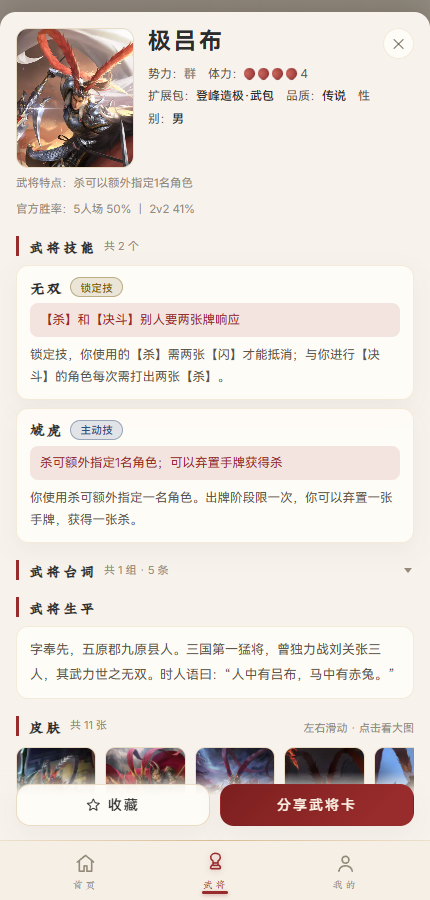 极吕布
势力：群 体力：4
扩展包：登峰造极·武包 品质：传说 性
别：男
武将特点：杀可以额外指定1名角色
官方胜率：5人场 50% | 2v2 41%
武将技能 共 2 个
无双 锁定技
【杀】和【决斗】别人要两张牌响应
锁定技，你使用的【杀】需两张【闪】才能抵消；与你进行【决
斗】的角色每次需打出两张【杀】。
虓虎 主动技
杀可额外指定1名角色；可以弃置手牌获得杀
你使用杀可额外指定一名角色。出牌阶段限一次，你可以弃置一张
手牌，获得一张杀。
武将台词 共 1 组 · 5 条
武将生平
字奉先，五原郡九原县人。三国第一猛将，曾独力战刘关张三
人，其武力世之无双。时人语曰：“人中有吕布，马中有赤兔。”
皮肤 共 11 张 左右滑动 · 点击看大图
收藏 分享武将卡
首页 武将 我的